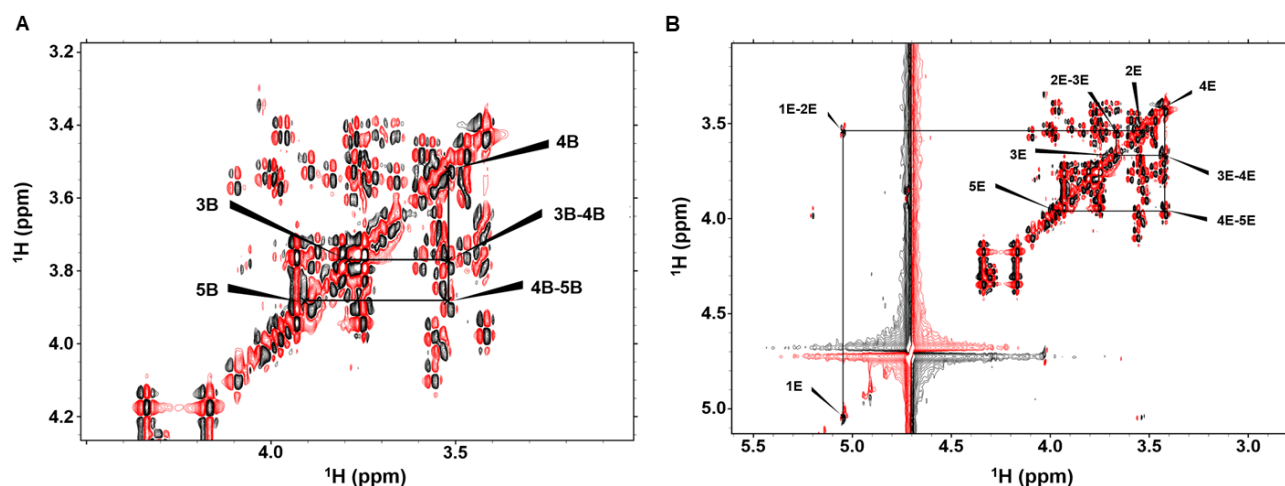 A
3.2
3.4
3.6
3.8
4.0
4.2
¹H (ppm)
4.0
3.5
¹H (ppm)
4B
3B
3B-4B
5B
4B-5B
B
3.5
4.0
4.5
5.0
¹H (ppm)
5.5
5.0
4.5
4.0
3.5
3.0
¹H (ppm)
2E-3E
2E
4E
1E-2E
3E
3E-4E
5E
4E-5E
1E